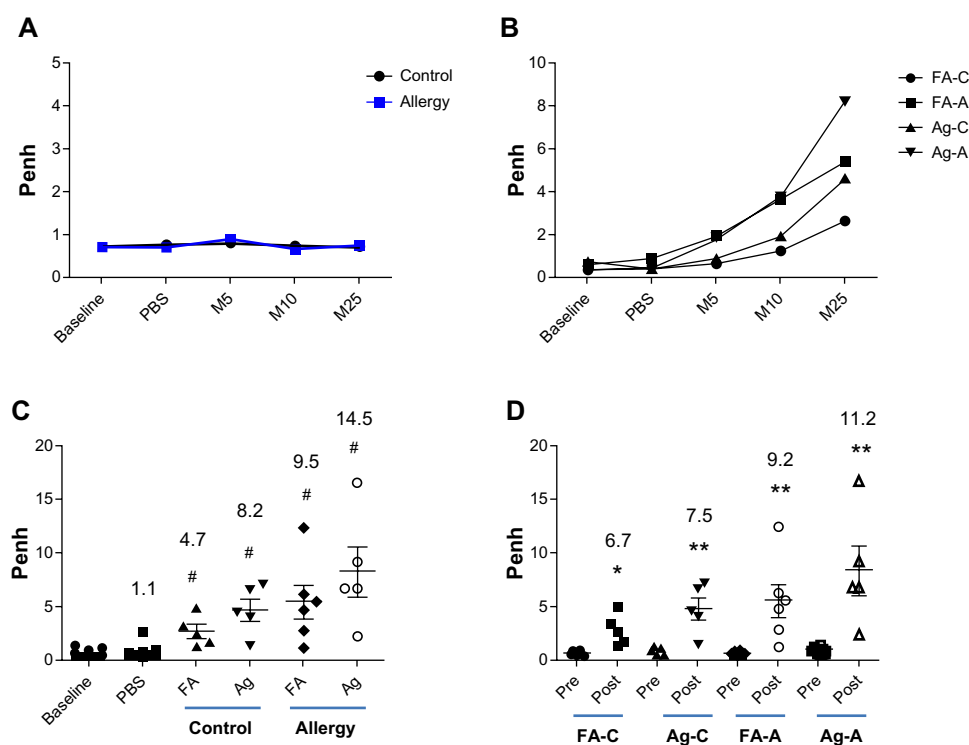 A
Penh
5
4
3
2
1
0
Control
Allergy
Baseline
PBS
M5
M10
M25
B
Penh
10
8
6
4
2
0
FA-C
FA-A
Ag-C
Ag-A
Baseline
PBS
M5
M10
M25
C
Penh
20
15
10
5
0
1.1
4.7
#
8.2
#
9.5
#
14.5
#
Baseline
PBS
FA
Ag
FA
Ag
Control
Allergy
D
Penh
20
15
10
5
0
6.7
*
7.5
**
9.2
**
11.2
**
Pre
Post
Pre
Post
Pre
Post
Pre
Post
FA-C
Ag-C
FA-A
Ag-A